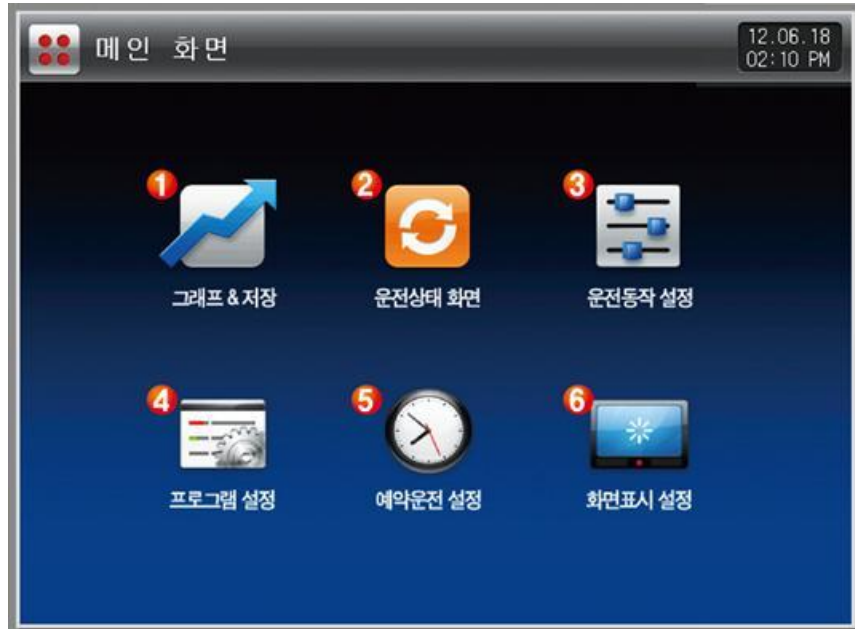 메인 화면
12.06.18
02:10 PM
1
2
3
그래프 & 저장
운전상태 화면
운전동작 설정
4
5
6
프로그램 설정
예약운전 설정
화면표시 설정